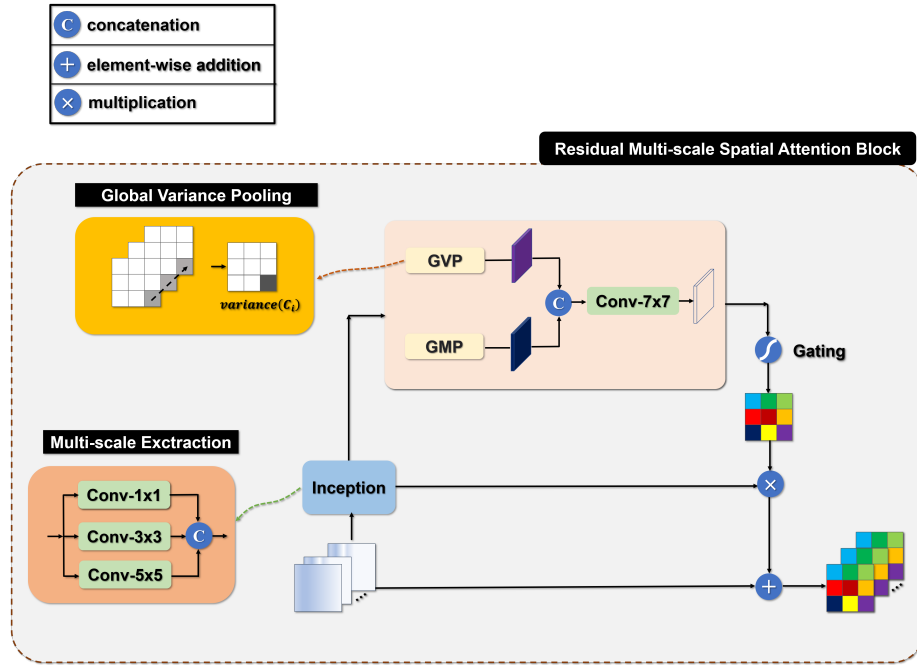 C concatenation
+ element-wise addition
× multiplication
Residual Multi-scale Spatial Attention Block
Global Variance Pooling
variance(Cᵢ)
GVP
C
Conv-7x7
GMP
Gating
Multi-scale Exctraction
Conv-1x1
Conv-3x3
C
Conv-5x5
Inception
×
...
+
...